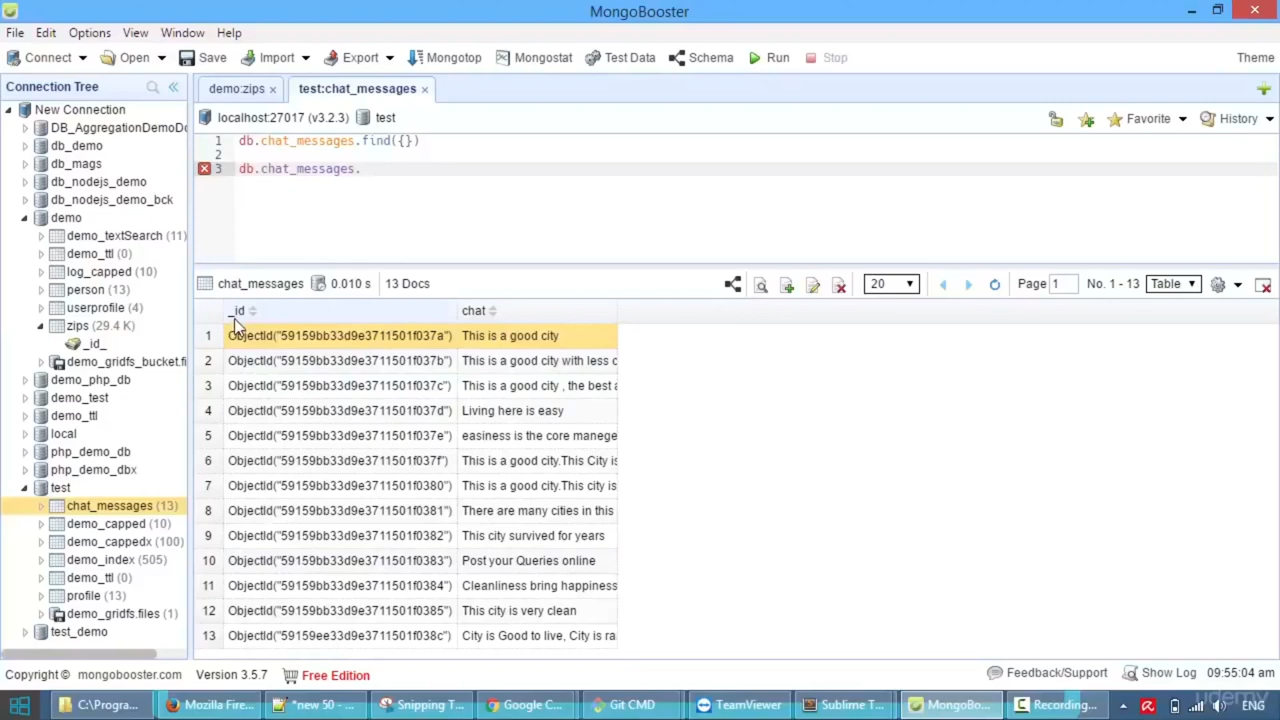 MongoBooster
File Edit Options View Window Help
Connect Open Save Import Export Mongotop Mongostat Test Data Schema Run Stop Theme
Connection Tree
demo:zips × test:chat_messages ×
localhost:27017 (v3.2.3) test
Favorite History
1 db.chat_messages.find({})
2
3 db.chat_messages.
New Connection
DB_AggregationDemoDo
db_demo
db_mags
db_nodejs_demo
db_nodejs_demo_bck
demo
demo_textSearch (11)
demo_ttl (0)
log_capped (10)
person (13)
userprofile (4)
zips (29.4 K)
_id_
demo_gridfs_bucket.fi
demo_php_db
demo_test
demo_ttl
local
php_demo_db
php_demo_dbx
test
chat_messages (13)
demo_capped (10)
demo_cappedx (100)
demo_index (505)
demo_ttl (0)
profile (13)
demo_gridfs.files (1)
test_demo
chat_messages 0.010 s 13 Docs 20 Page 1 No. 1 - 13 Table
_id chat
1 ObjectId("59159bb33d9e3711501f037a") This is a good city
2 ObjectId("59159bb33d9e3711501f037b") This is a good city with less c
3 ObjectId("59159bb33d9e3711501f037c") This is a good city , the best a
4 ObjectId("59159bb33d9e3711501f037d") Living here is easy
5 ObjectId("59159bb33d9e3711501f037e") easiness is the core manege
6 ObjectId("59159bb33d9e3711501f037f") This is a good city.This City is
7 ObjectId("59159bb33d9e3711501f0380") This is a good city.This city is
8 ObjectId("59159bb33d9e3711501f0381") There are many cities in this
9 ObjectId("59159bb33d9e3711501f0382") This city survived for years
10 ObjectId("59159bb33d9e3711501f0383") Post your Queries online
11 ObjectId("59159bb33d9e3711501f0384") Cleanliness bring happiness
12 ObjectId("59159bb33d9e3711501f0385") This city is very clean
13 ObjectId("59159ee33d9e3711501f038c") City is Good to live, City is ra
Copyright © mongobooster.com Version 3.5.7 Free Edition Feedback/Support Show Log 09:55:04 am
C:\Progra... Mozilla Fire... *new 50 - ... Snipping T... Google C... Git CMD TeamViewer Sublime T... MongoBo... Recording... ENG
udemy